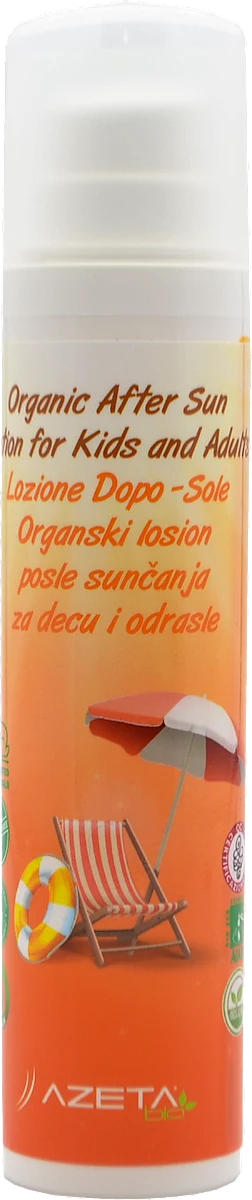 Organic After Sun
tion for Kids and Adults
Lozione Dopo-Sole
Organski losion
posle sunčanja
za decu i odrasle
AZETA
bio